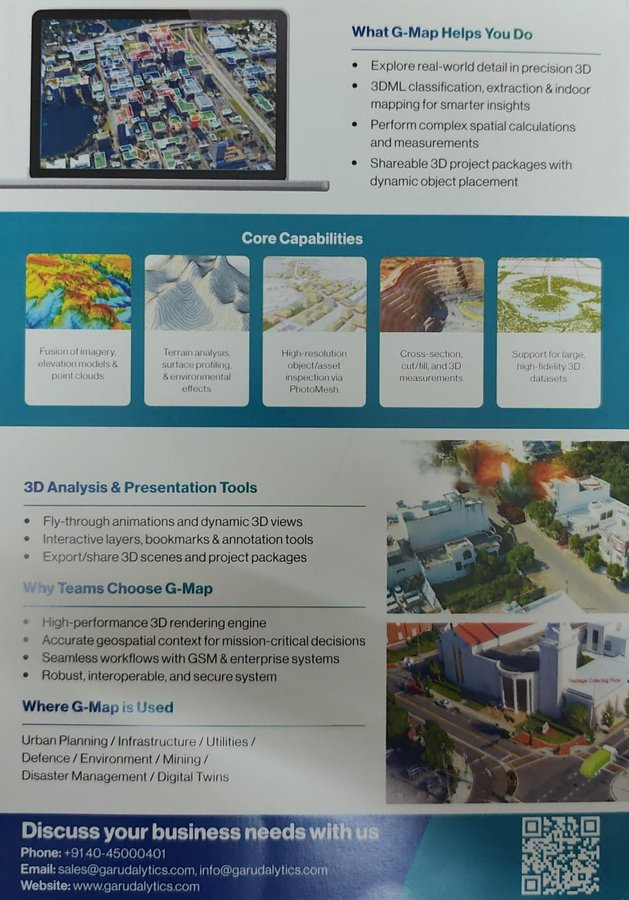 What G-Map Helps You Do
• Explore real-world detail in precision 3D
• 3DML classification, extraction & indoor
mapping for smarter insights
• Perform complex spatial calculations
and measurements
• Shareable 3D project packages with
dynamic object placement
Core Capabilities
Fusion of imagery,
elevation models &
point clouds
Terrain analysis,
surface profiling,
& environmental
effects
High-resolution
object/asset
inspection via
PhotoMesh
Cross-section,
cut/fill, and 3D
measurements
Support for large,
high-fidelity 3D
datasets
3D Analysis & Presentation Tools
• Fly-through animations and dynamic 3D views
• Interactive layers, bookmarks & annotation tools
• Export/share 3D scenes and project packages
Why Teams Choose G-Map
• High-performance 3D rendering engine
• Accurate geospatial context for mission-critical decisions
• Seamless workflows with GSM & enterprise systems
• Robust, interoperable, and secure system
Garbage Collecting Point
Where G-Map is Used
Urban Planning / Infrastructure / Utilities /
Defence / Environment / Mining /
Disaster Management / Digital Twins
Discuss your business needs with us
Phone: +9140-45000401
Email: sales@garudalytics.com, info@garudalytics.com
Website: www.garudalytics.com